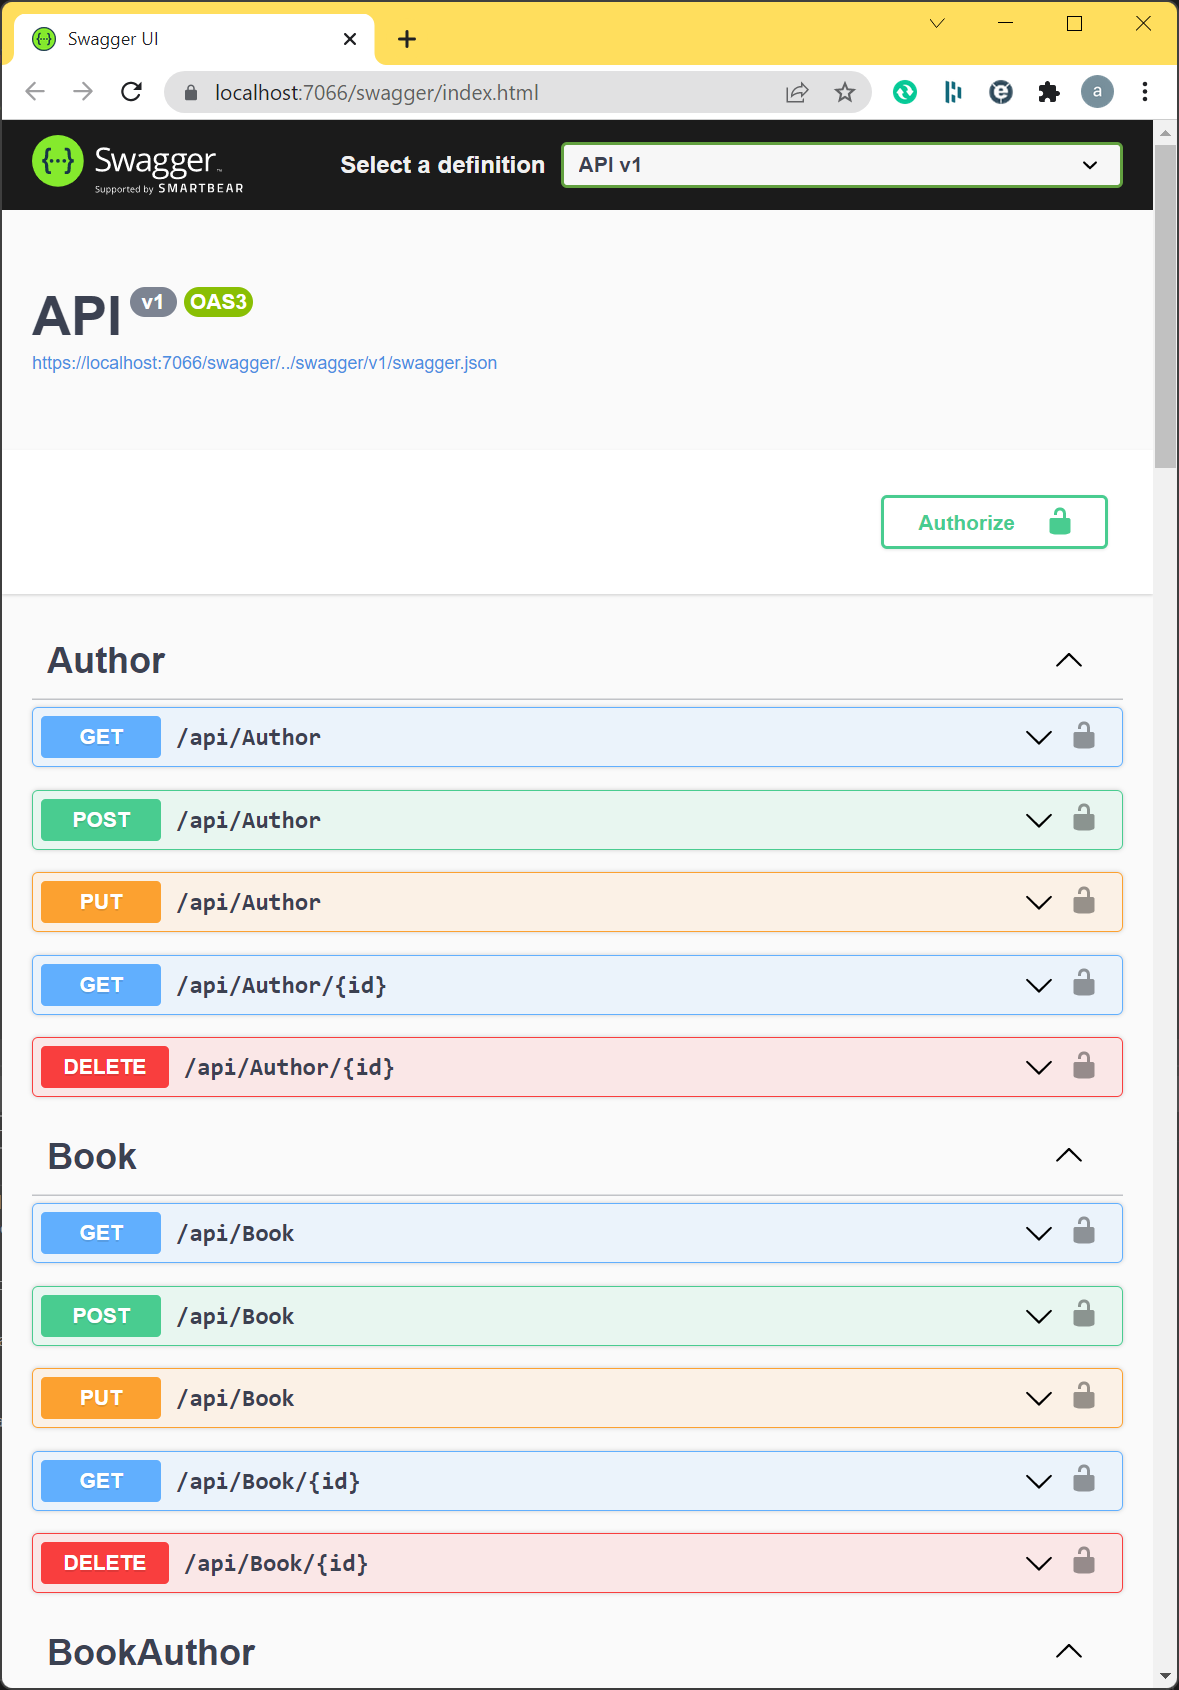 Swagger UI
localhost:7066/swagger/index.html
a
Swagger™
Supported by SMARTBEAR
Select a definition
API v1
API v1 OAS3
https://localhost:7066/swagger/../swagger/v1/swagger.json
Authorize
Author
GET /api/Author
POST /api/Author
PUT /api/Author
GET /api/Author/{id}
DELETE /api/Author/{id}
Book
GET /api/Book
POST /api/Book
PUT /api/Book
GET /api/Book/{id}
DELETE /api/Book/{id}
BookAuthor